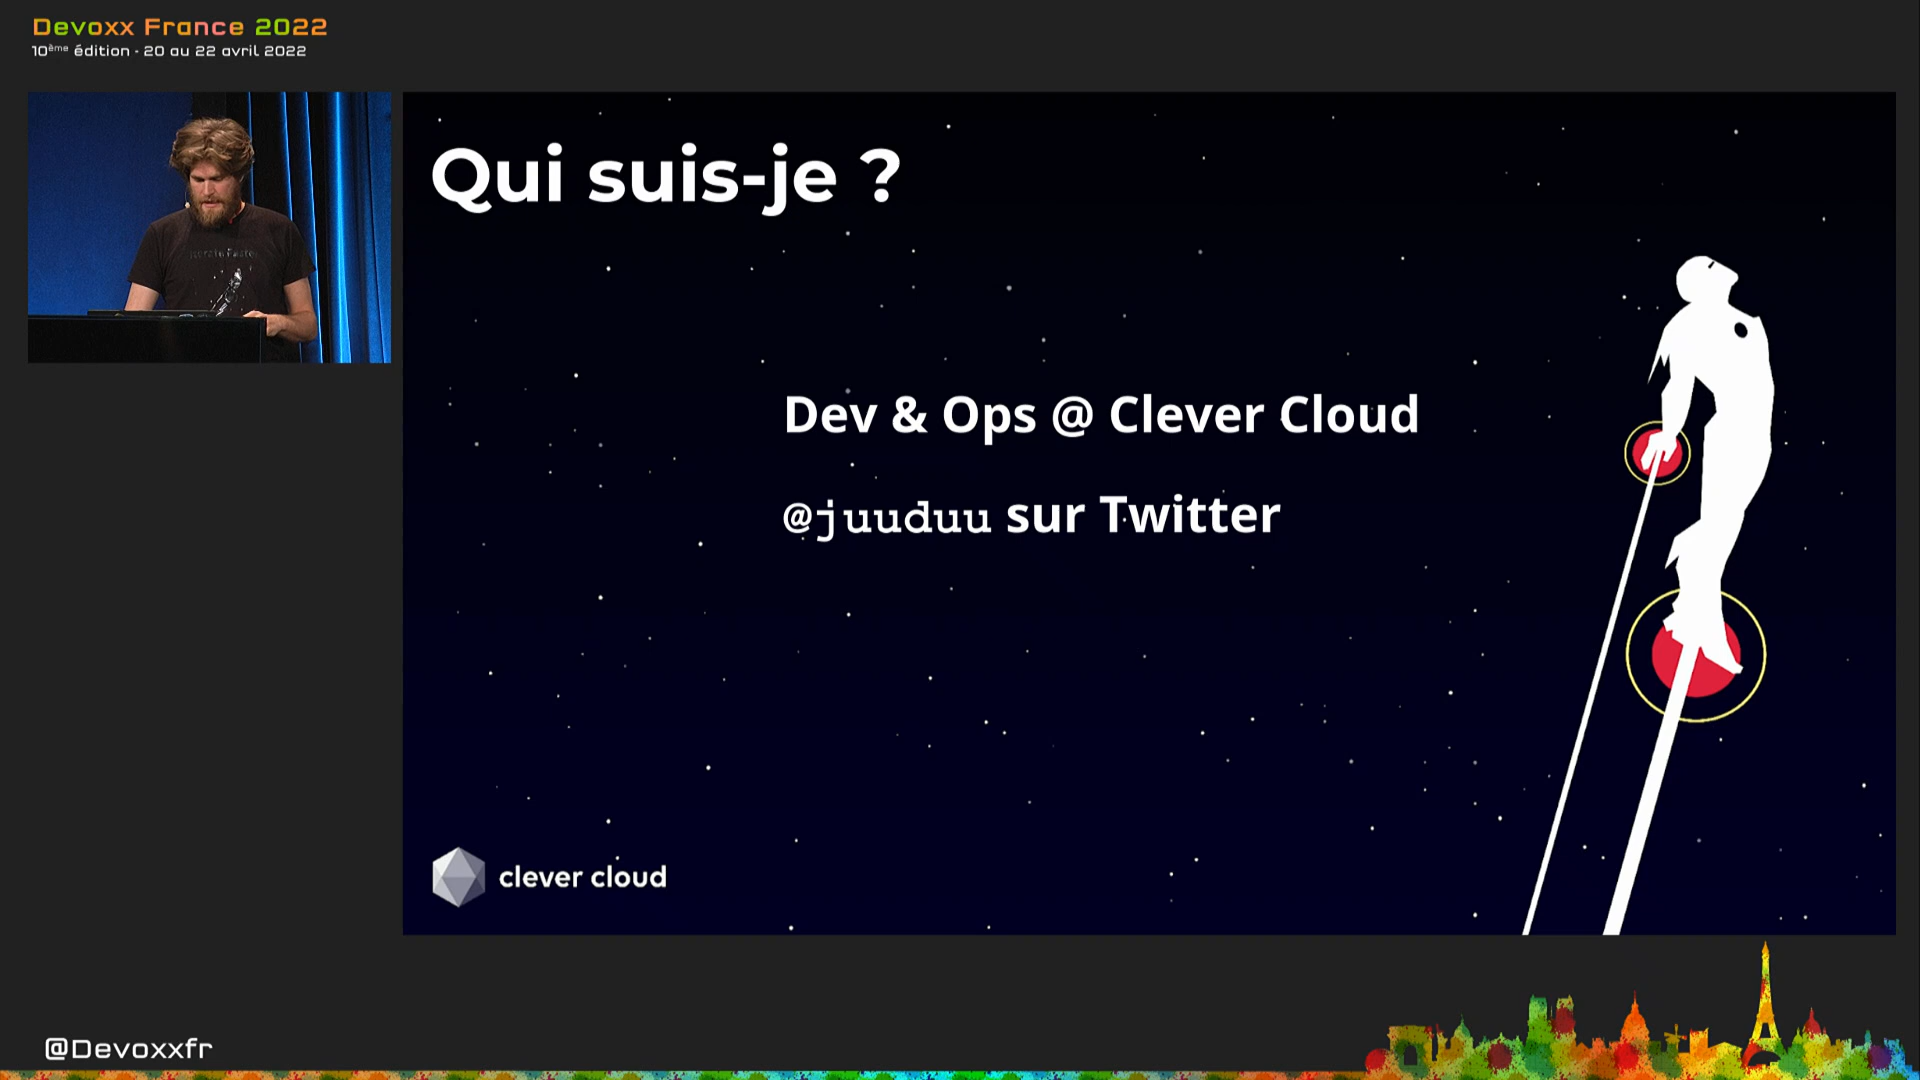 Devoxx France 2022
10ème édition - 20 au 22 avril 2022
Qui suis-je ?
Dev & Ops @ Clever Cloud
@juuduu sur Twitter
clever cloud
@Devoxxfr